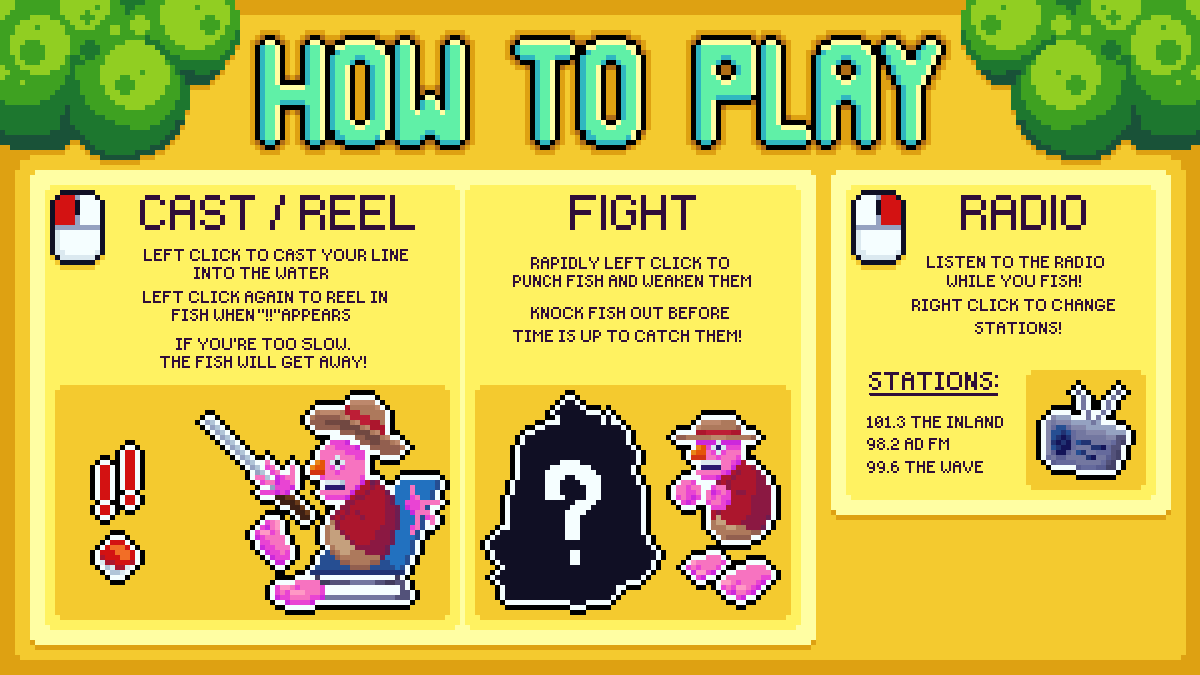 HOW TO PLAY
CAST / REEL
LEFT CLICK TO CAST YOUR LINE
INTO THE WATER
LEFT CLICK AGAIN TO REEL IN
FISH WHEN "!!"APPEARS
IF YOU'RE TOO SLOW.
THE FISH WILL GET AWAY!
!!
FIGHT
RAPIDLY LEFT CLICK TO
PUNCH FISH AND WEAKEN THEM
KNOCK FISH OUT BEFORE
TIME IS UP TO CATCH THEM!
?
RADIO
LISTEN TO THE RADIO
WHILE YOU FISH!
RIGHT CLICK TO CHANGE
STATIONS!
STATIONS:
101.3 THE INLAND
98.2 AD FM
99.6 THE WAVE